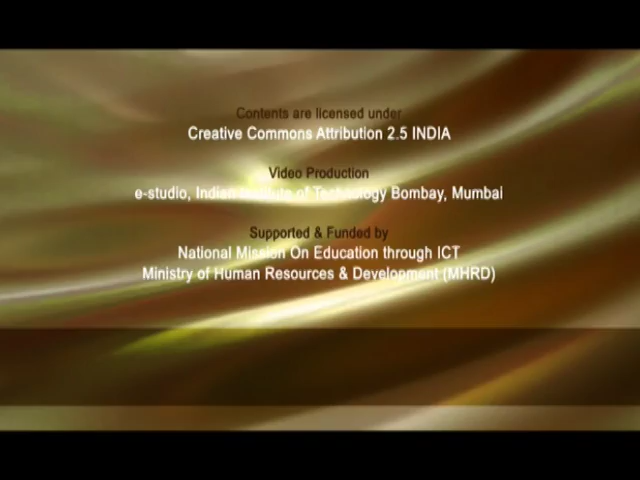 Contents are licensed under
Creative Commons Attribution 2.5 INDIA
Video Production
e-studio, Indian Institute of Technology Bombay, Mumbai
Supported & Funded by
National Mission On Education through ICT
Ministry of Human Resources & Development (MHRD)